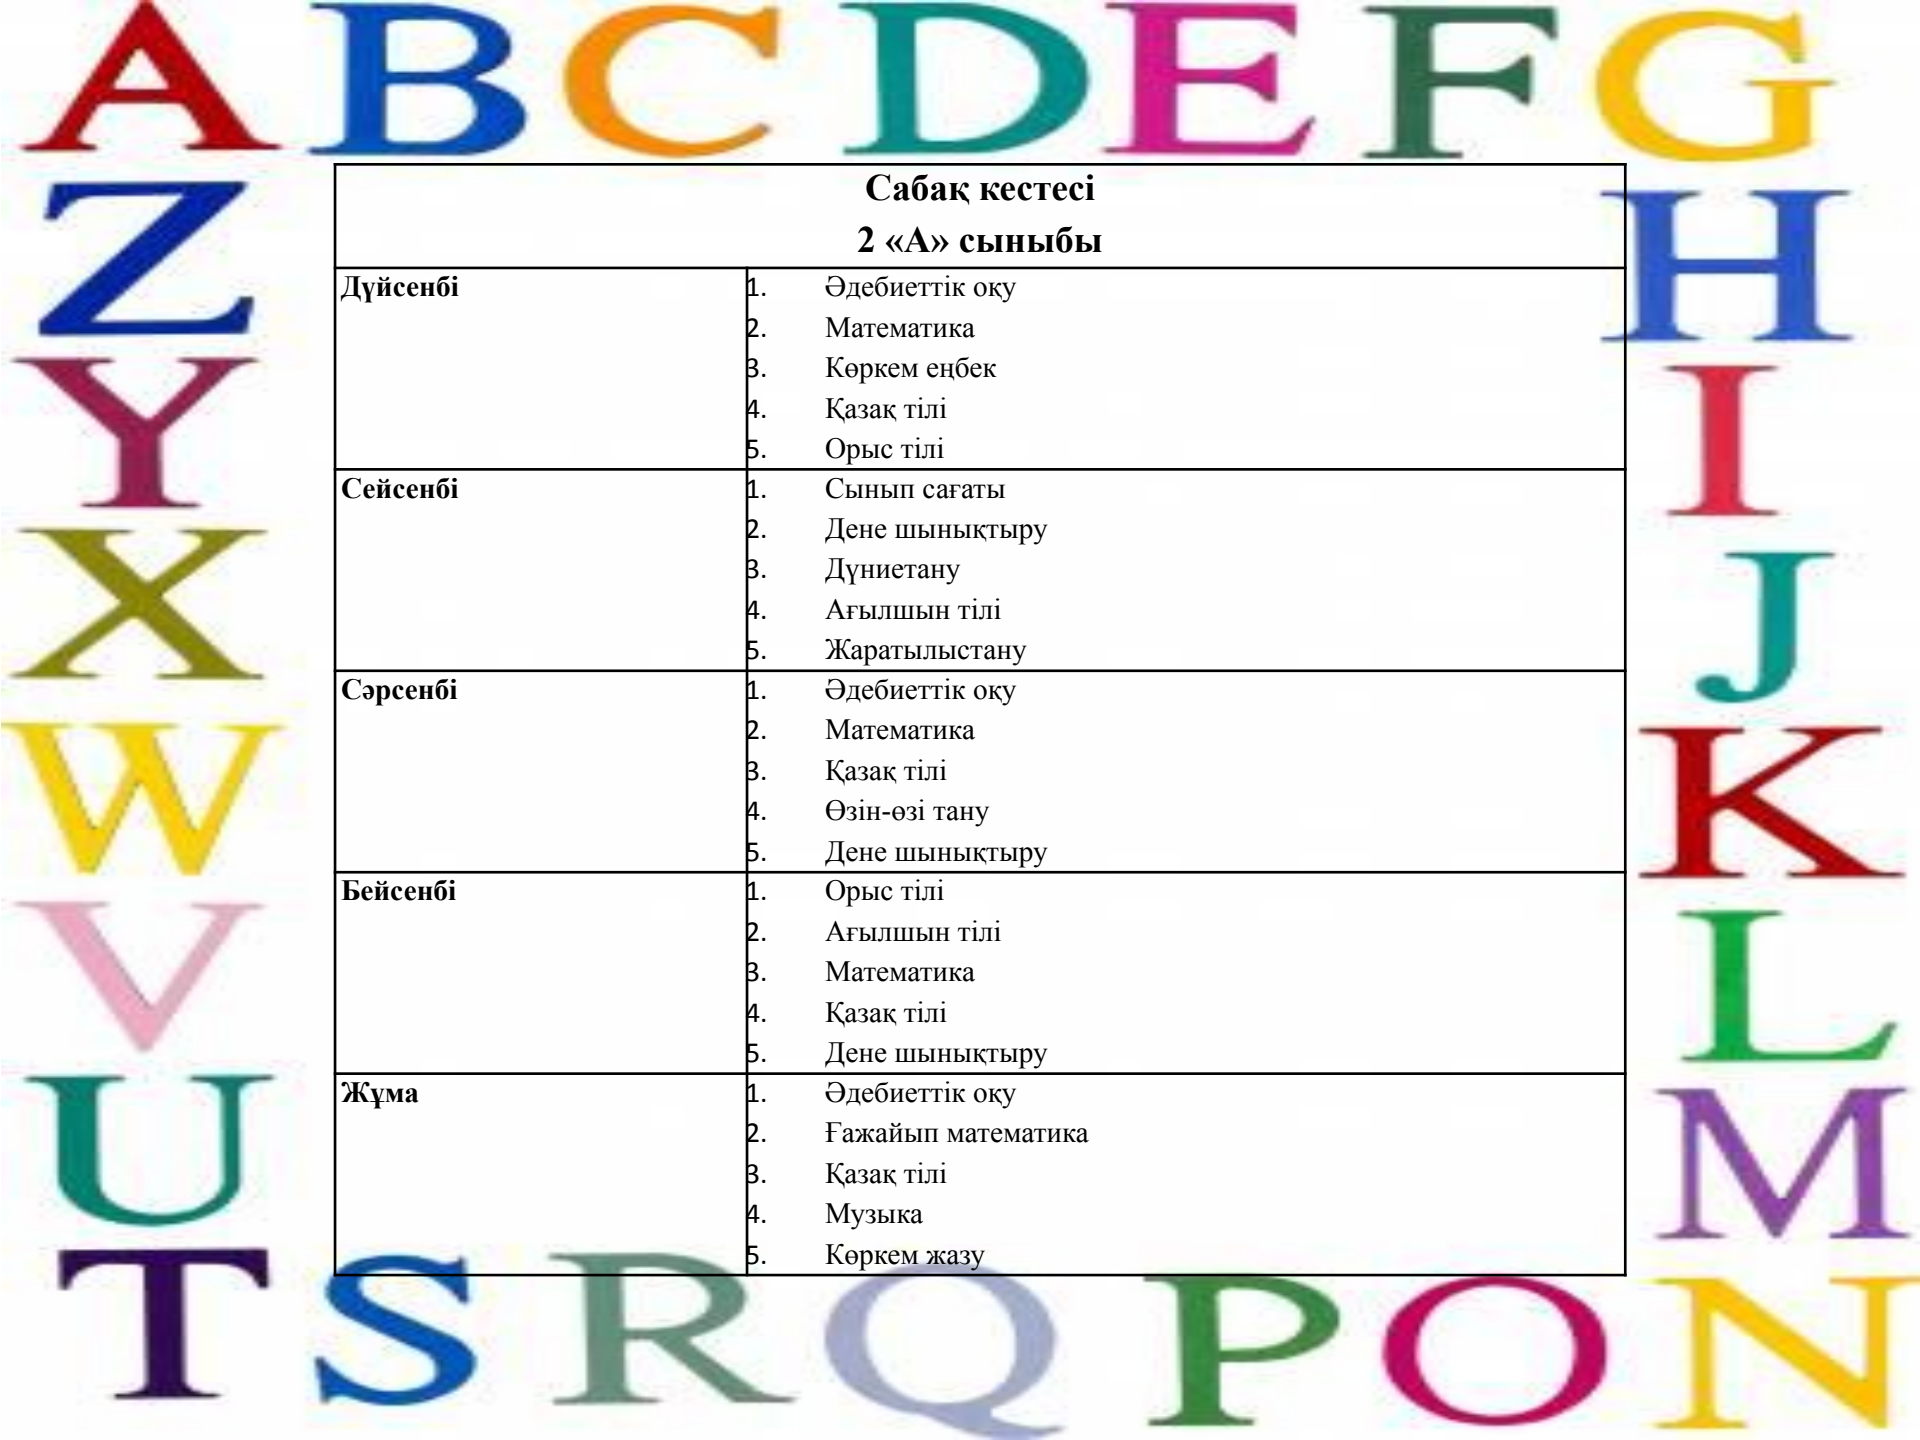 A B C D E F G
Сабақ кестесі
2 «А» сыныбы
Дүйсенбі
1. Әдебиеттік оқу
2. Математика
3. Көркем еңбек
4. Қазақ тілі
5. Орыс тілі
Сейсенбі
1. Сынып сағаты
2. Дене шынықтыру
3. Дүниетану
4. Ағылшын тілі
5. Жаратылыстану
Сәрсенбі
1. Әдебиеттік оқу
2. Математика
3. Қазақ тілі
4. Өзін-өзі тану
5. Дене шынықтыру
Бейсенбі
1. Орыс тілі
2. Ағылшын тілі
3. Математика
4. Қазақ тілі
5. Дене шынықтыру
Жұма
1. Әдебиеттік оқу
2. Ғажайып математика
3. Қазақ тілі
4. Музыка
5. Көркем жазу
H
I
J
K
L
M
Z
Y
X
W
V
U
T S R Q P O N